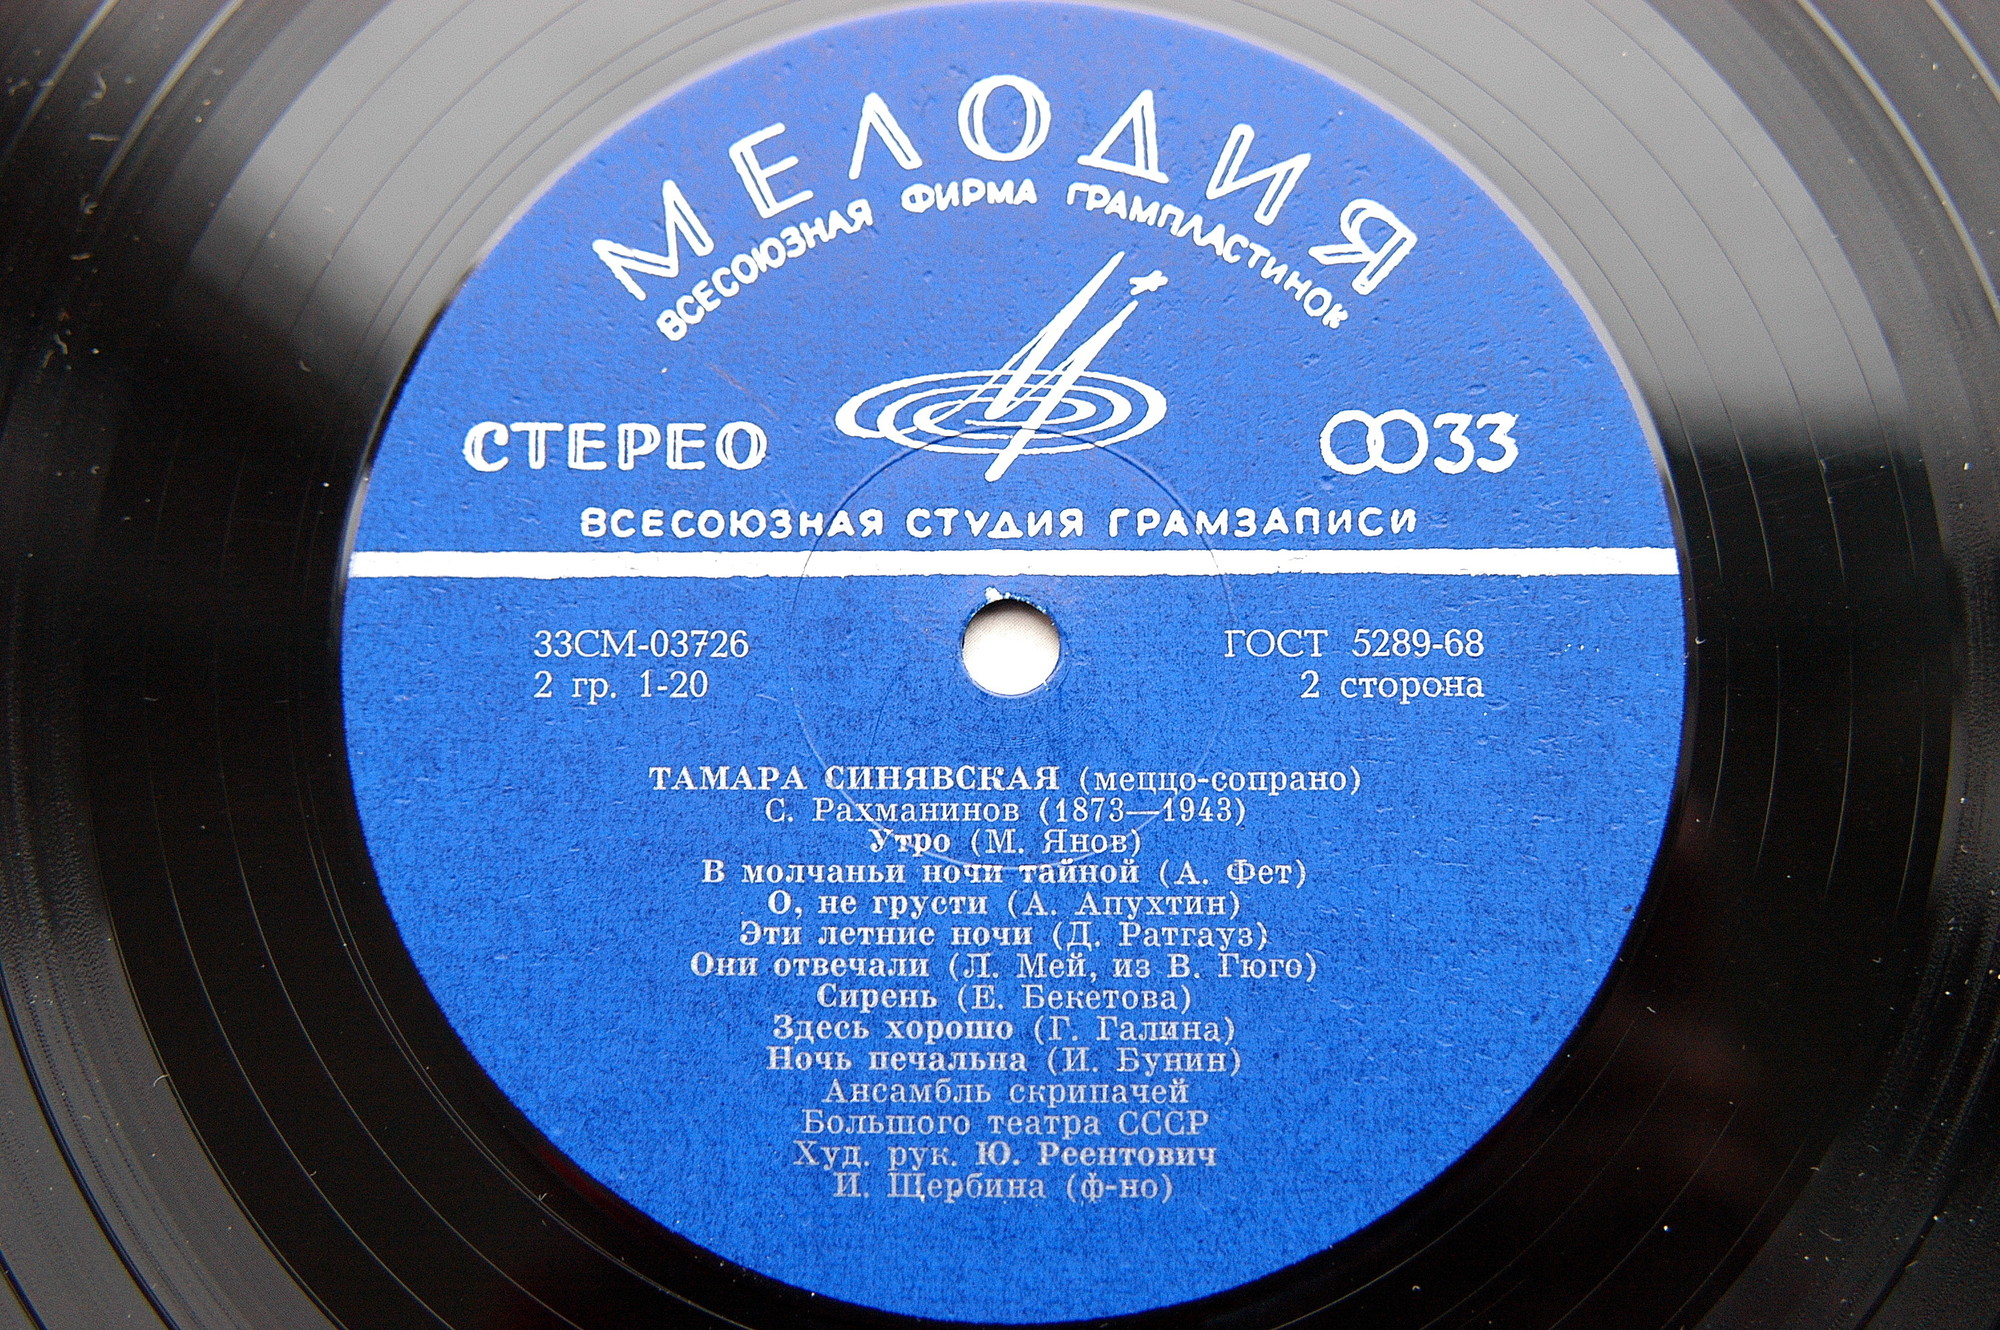 МЕЛОДИЯ
ВСЕСОЮЗНАЯ ФИРМА ГРАМПЛАСТИНОК
СТЕРЕО
33
ВСЕСОЮЗНАЯ СТУДИЯ ГРАМЗАПИСИ
33СМ-03726
ГОСТ 5289-68
2 гр. 1-20
2 сторона
ТАМАРА СИНЯВСКАЯ (меццо-сопрано)
С. Рахманинов (1873—1943)
Утро (М. Янов)
В молчаньи ночи тайной (А. Фет)
О, не грусти (А. Апухтин)
Эти летние ночи (Д. Ратгауз)
Они отвечали (Л. Мей, из В. Гюго)
Сирень (Е. Бекетова)
Здесь хорошо (Г. Галина)
Ночь печальна (И. Бунин)
Ансамбль скрипачей
Большого театра СССР
Худ. рук. Ю. Реентович
И. Щербина (ф-но)